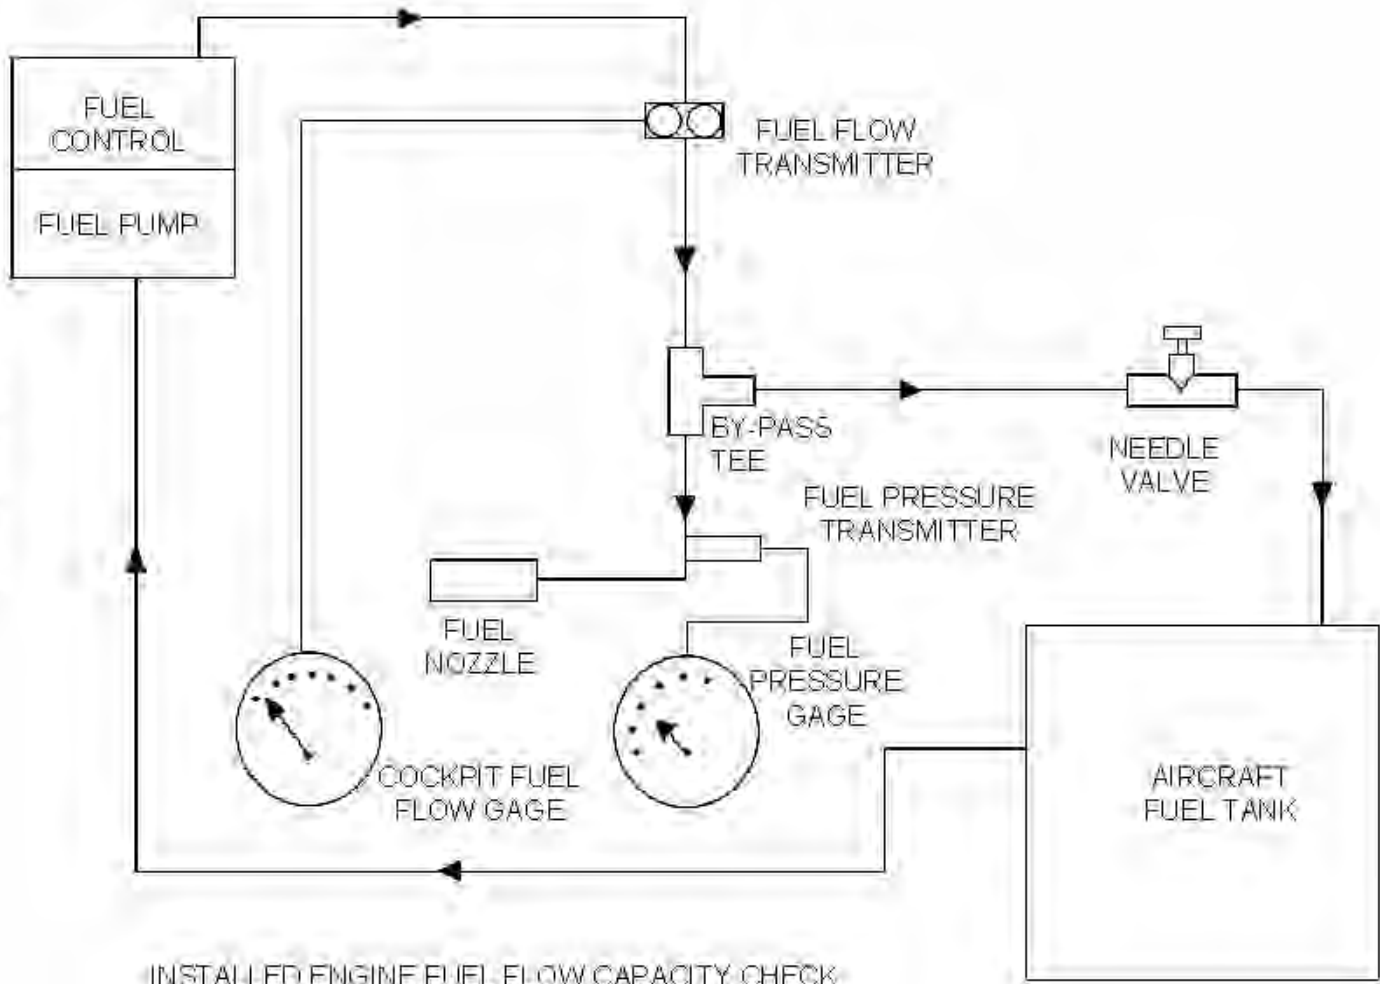 FUEL
CONTROL
FUEL PUMP
FUEL FLOW
TRANSMITTER
BY-PASS
TEE
NEEDLE
VALVE
FUEL PRESSURE
TRANSMITTER
FUEL
NOZZLE
FUEL
PRESSURE
GAGE
COCKPIT FUEL
FLOW GAGE
AIRCRAFT
FUEL TANK
INSTALLED ENGINE FUEL FLOW CAPACITY CHECK